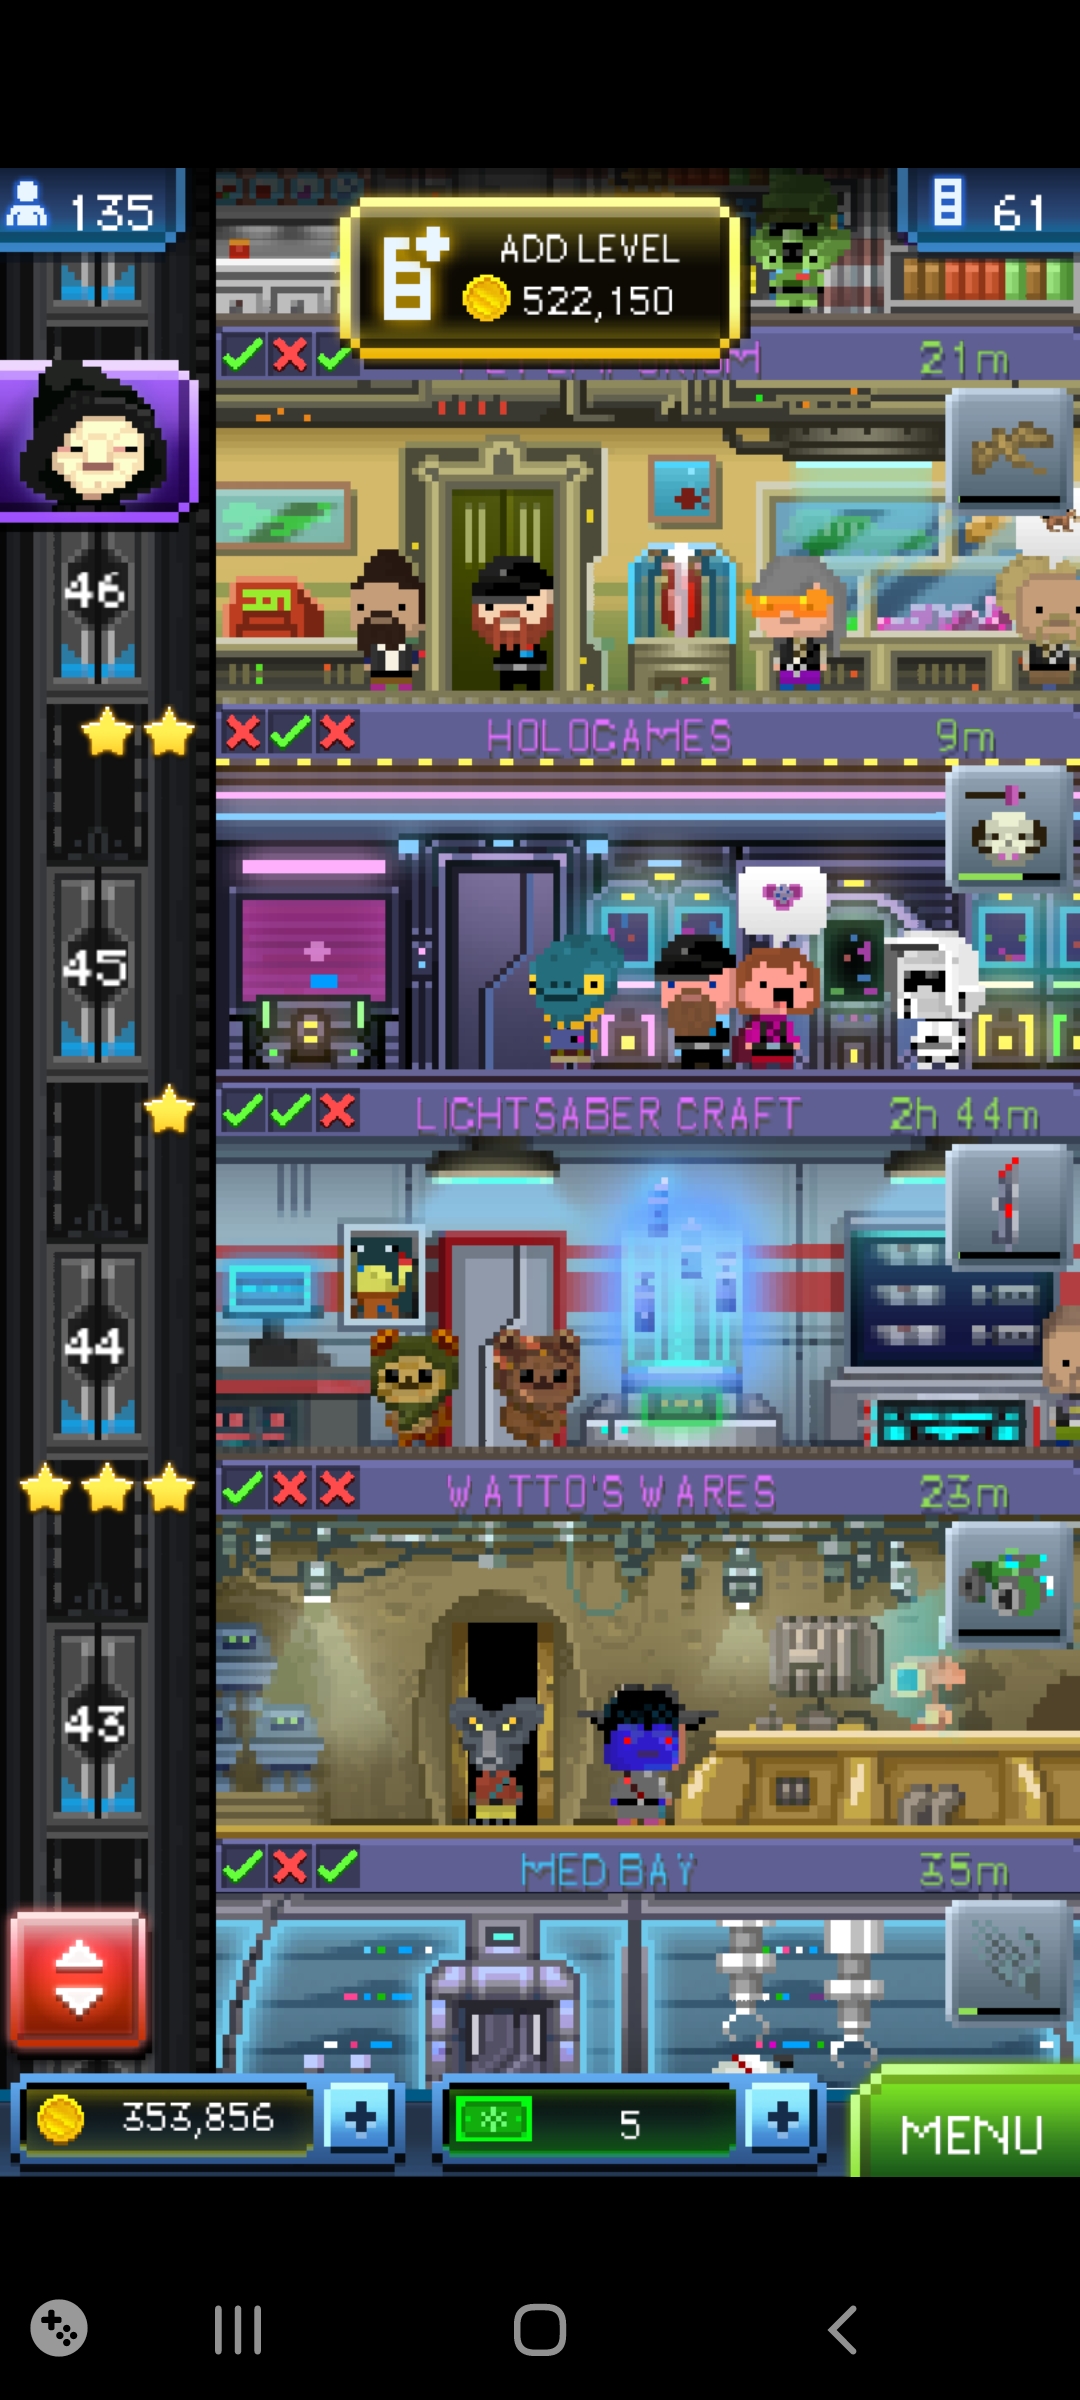 135
ADD LEVEL
522,150
61
21m
46
HOLOGAMES
9m
45
LIGHTSABER CRAFT
2h 44m
44
WATTO'S WARES
23m
43
MED BAY
35m
353,856
5
MENU